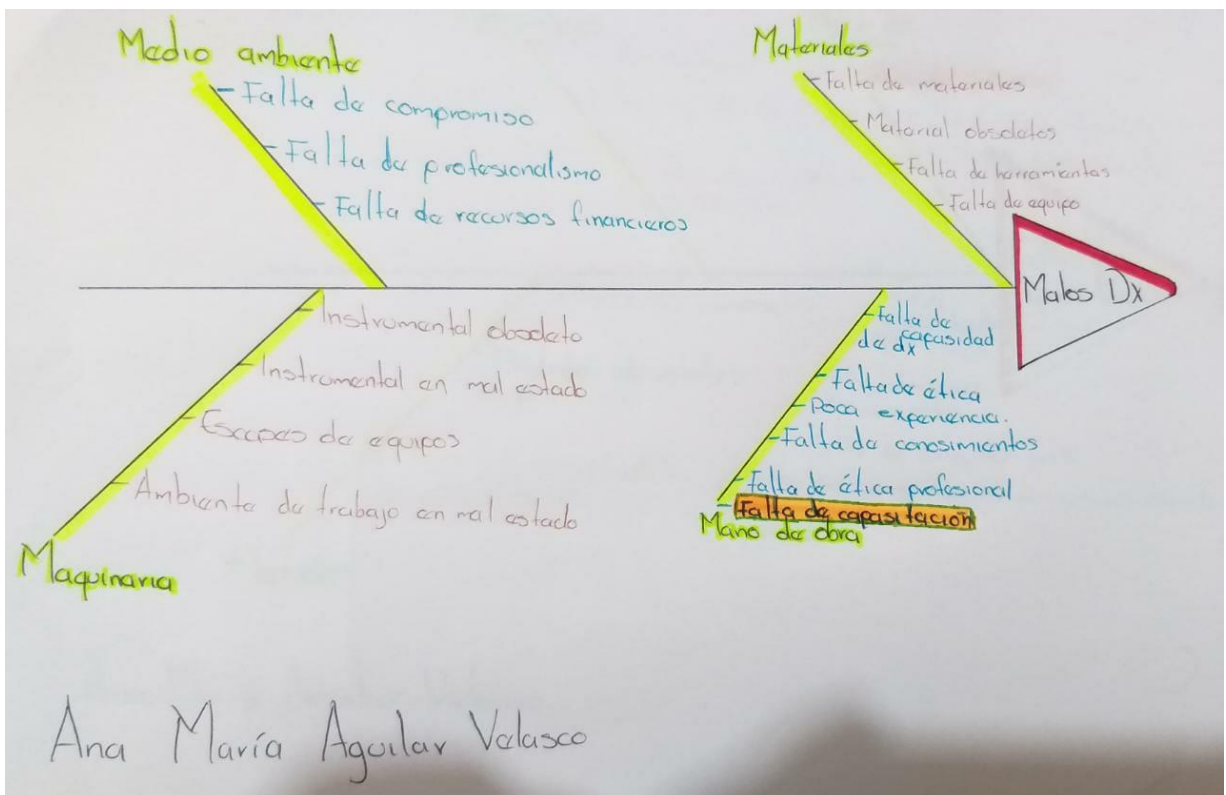 Medio ambiente
- Falta de compromiso
- Falta de profesionalismo
- Falta de recursos financieros
Materiales
- Falta de materiales
- Material obsoletos
- Falta de herramientas
- Falta de equipo
Malos Dx
- Instrumental obsoleto
- Instrumental en mal estado
- Escapes de equipos
- Ambiente de trabajo en mal estado
Maquinaria
- Falta de
capasidad
de dx
- Falta de ética
- Poca experiencia.
- Falta de conosimientos
- Falta de ética profesional
- Falta de capasitación
Mano de obra
Ana María Aguilar Velasco